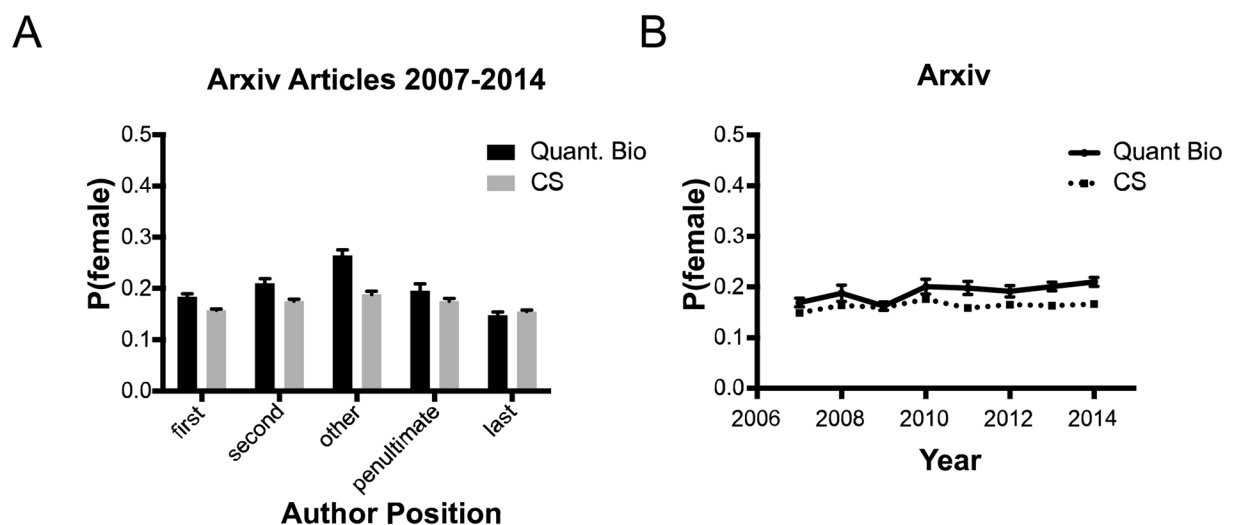 A
Arxiv Articles 2007-2014
0.5
0.4
0.3
0.2
0.1
0.0
P(female)
Quant. Bio
CS
first
second
other
penultimate
last
Author Position
B
Arxiv
0.5
0.4
0.3
0.2
0.1
0.0
P(female)
Quant Bio
CS
2006 2008 2010 2012 2014
Year